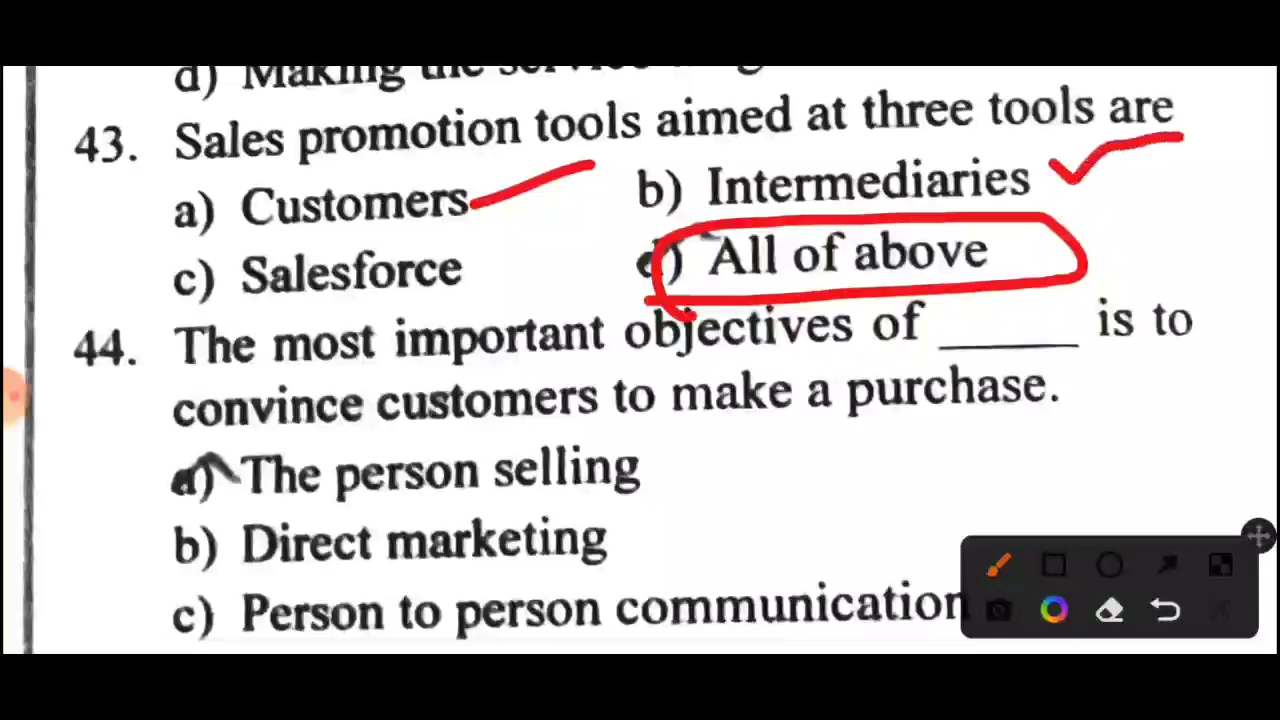 d) Making the
43. Sales promotion tools aimed at three tools are
a) Customers b) Intermediaries
c) Salesforce d) All of above
44. The most important objectives of ______ is to
convince customers to make a purchase.
a) The person selling
b) Direct marketing
c) Person to person communication